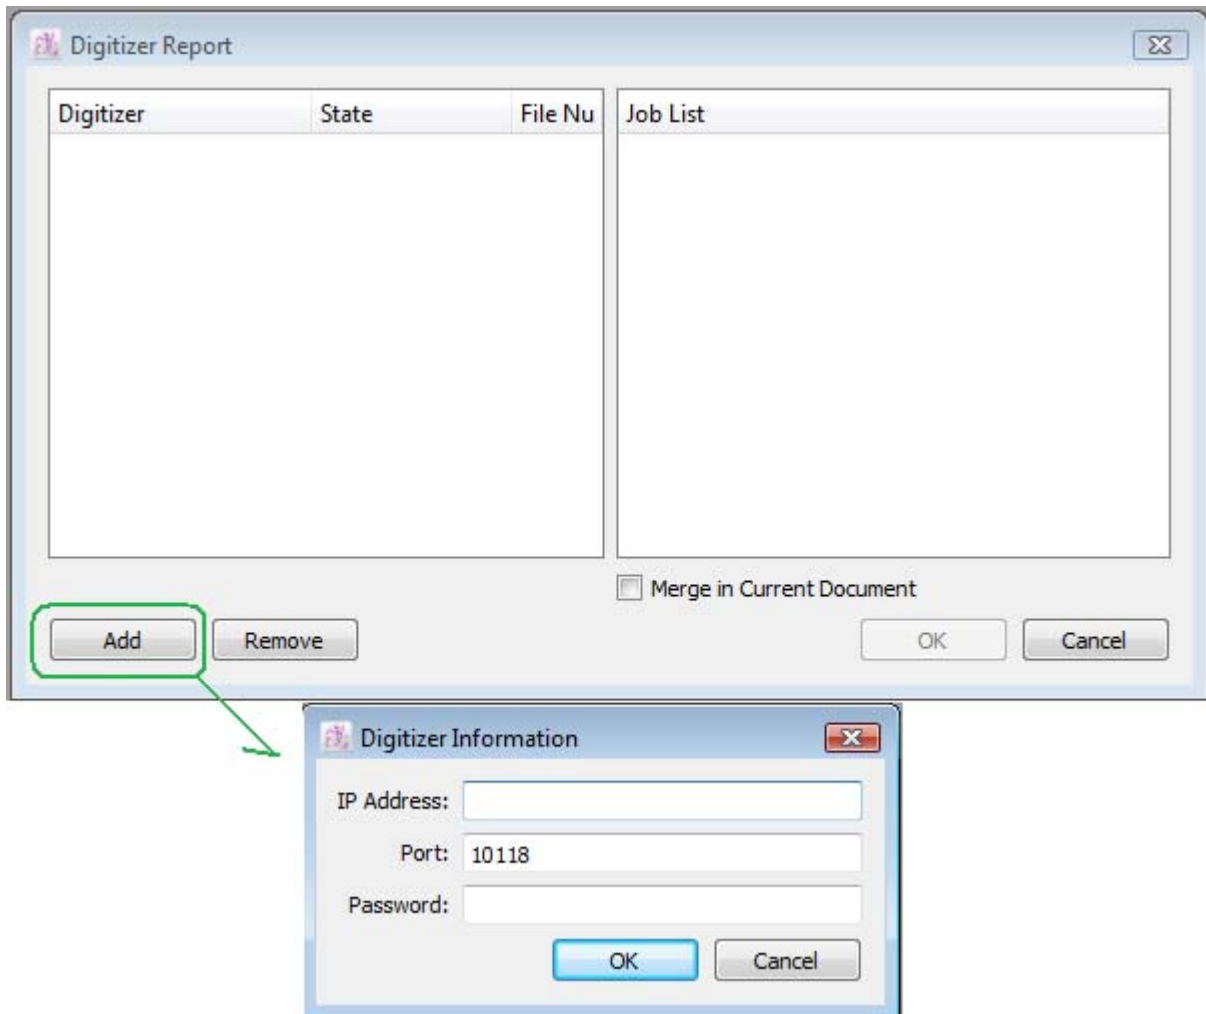 Digitizer Report
Digitizer State File Nu Job List
Merge in Current Document
Add Remove OK Cancel
Digitizer Information
IP Address:
Port: 10118
Password:
OK Cancel